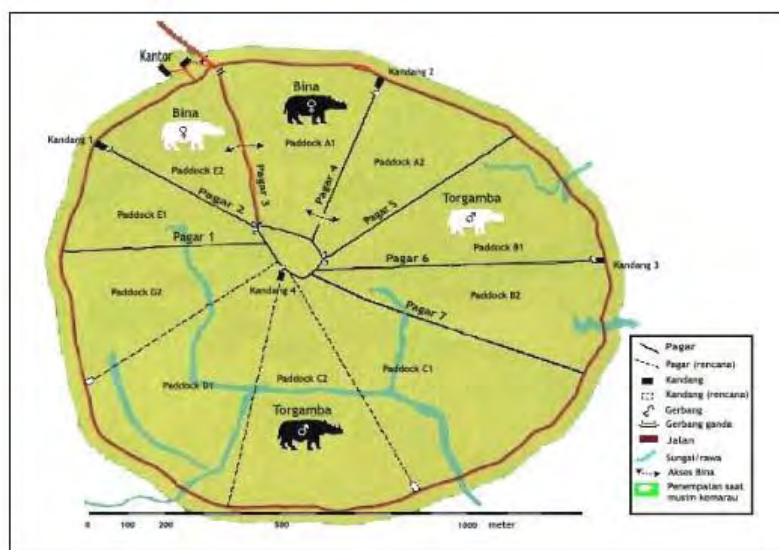 Kantor
Kandang 2
Bina
Bina
Kandang 1
Paddock A1
Paddock A2
Paddock E2
Pagar 4
Pagar 3
Torgamba
Pagar 2
Pagar 5
Paddock E1
Paddock B1
Pagar 1
Pagar 6
Kandang 3
Paddock D2
Kandang 4
Paddock B2
Pagar 7
Paddock C1
Paddock C2
Paddock D1
Torgamba
Pagar
Pagar (rencana)
Kandang
Kandang (rencana)
Gerbang
Gerbang ganda
Jalan
Sungai/rawa
Akses Bina
Penempatan saat
musim kemarau
0 100 200 500 1000 meter